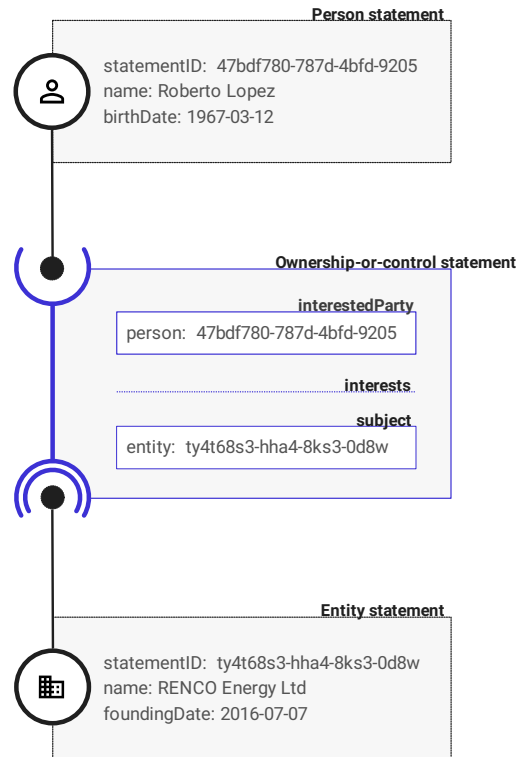 Person statement
statementID: 47bdf780-787d-4bfd-9205
name: Roberto Lopez
birthDate: 1967-03-12
Ownership-or-control statement
interestedParty
person: 47bdf780-787d-4bfd-9205
interests
subject
entity: ty4t68s3-hha4-8ks3-0d8w
Entity statement
statementID: ty4t68s3-hha4-8ks3-0d8w
name: RENCO Energy Ltd
foundingDate: 2016-07-07